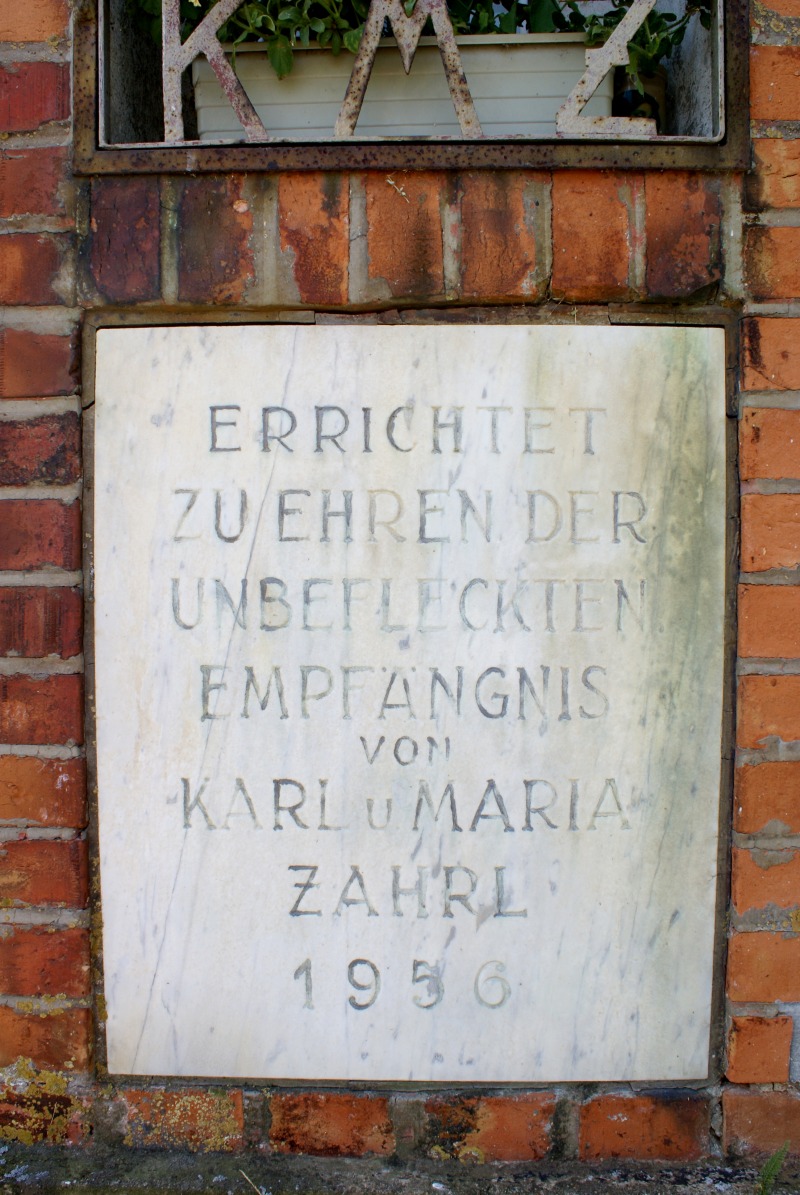 KMZ
ERRICHTET
ZU EHREN DER
UNBEFLECKTEN
EMPFÄNGNIS
VON
KARL u MARIA
ZAHRL
1956